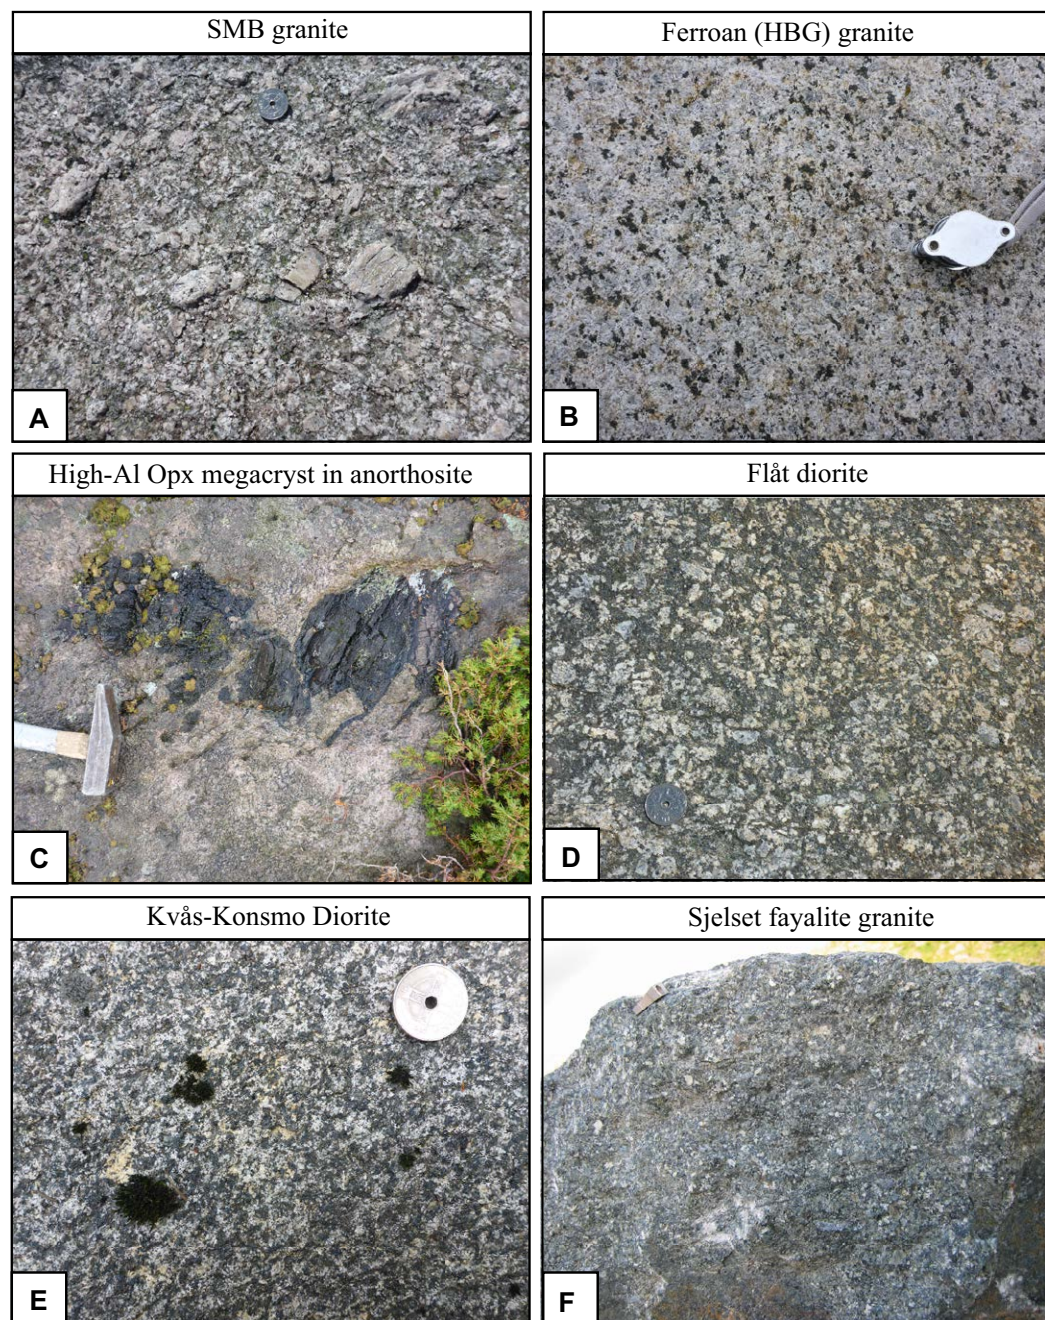 SMB granite
Ferroan (HBG) granite
A
B
High-Al Opx megacryst in anorthosite
Flåt diorite
C
D
Kvås-Konsmo Diorite
Sjelset fayalite granite
E
F